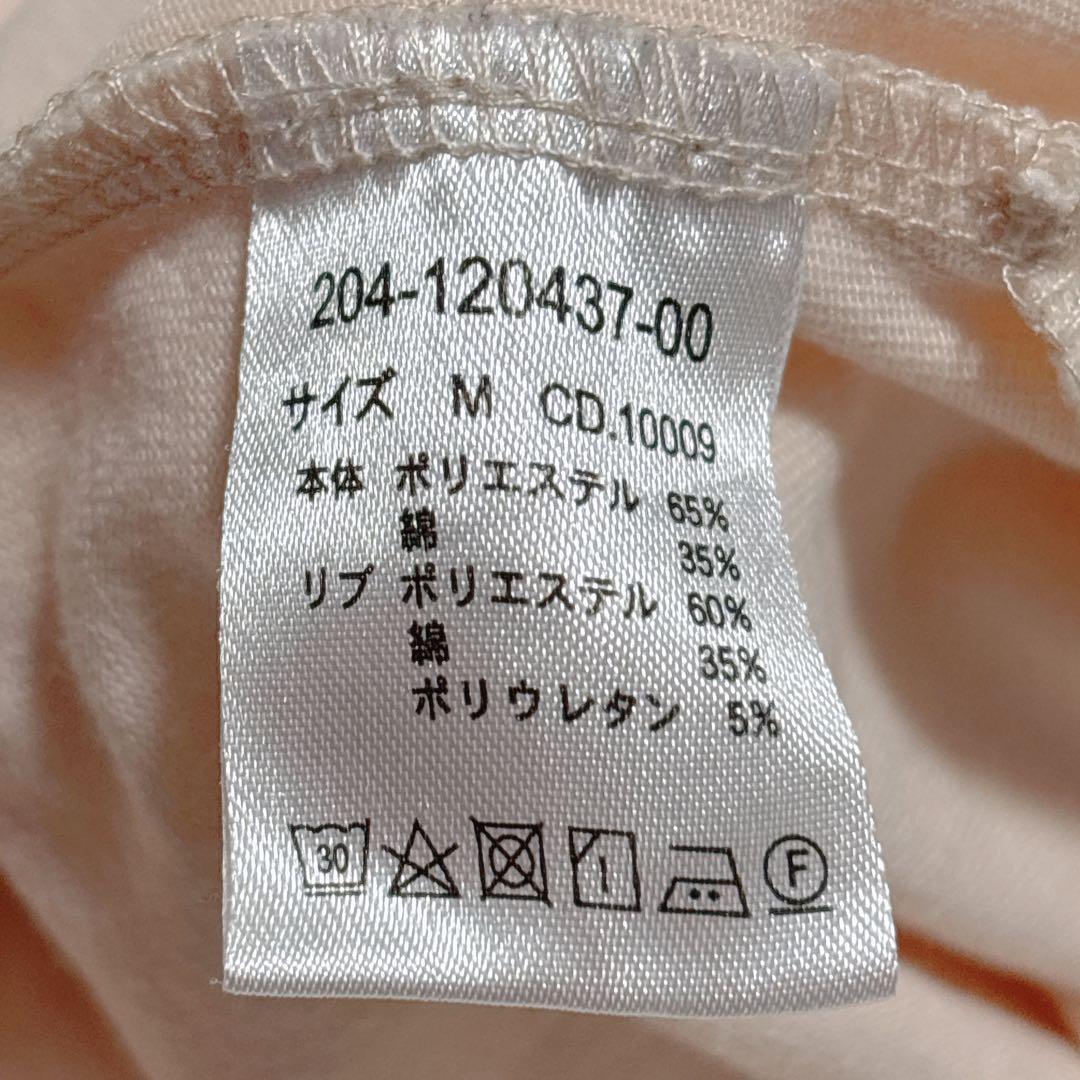 204-120437-00
サイズ M CD.10009
本体 ポリエステル 65%
綿 35%
リブ ポリエステル 60%
綿 35%
ポリウレタン 5%
30
F